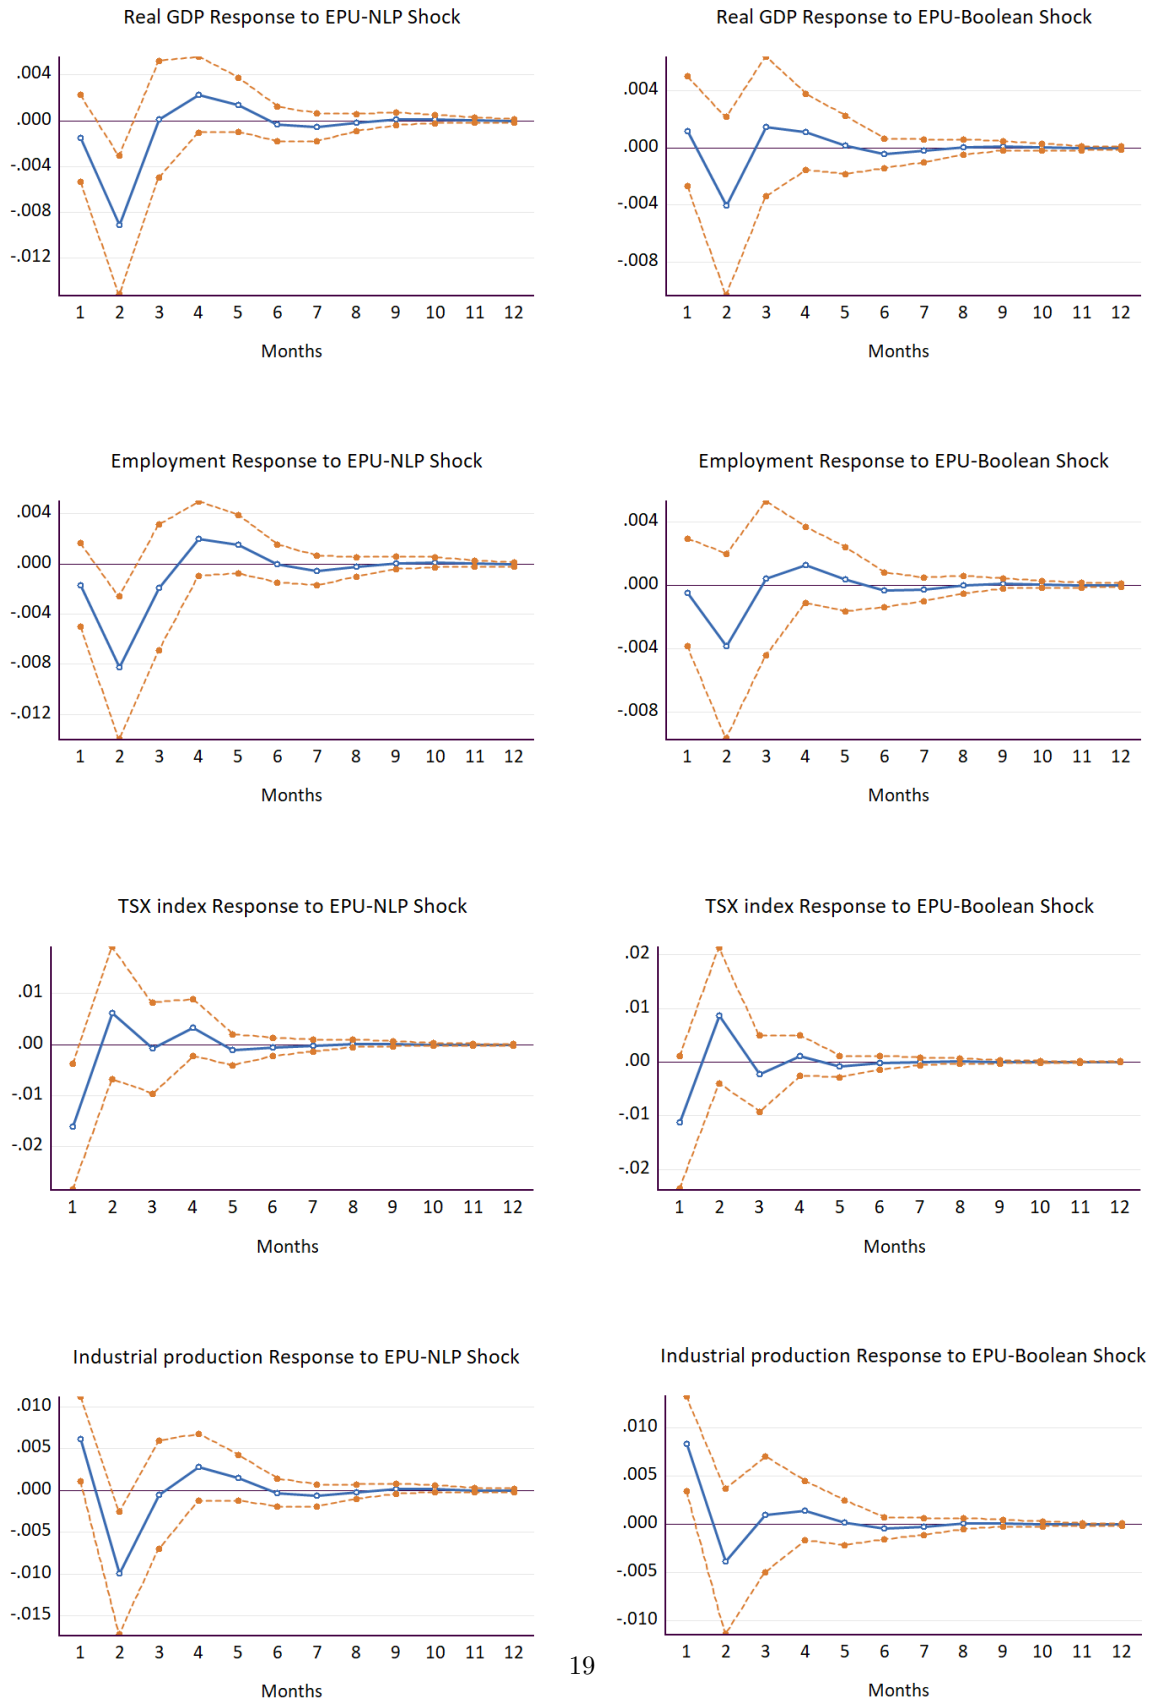 Real GDP Response to EPU-NLP Shock
.004
.000
-.004
-.008
-.012
1 2 3 4 5 6 7 8 9 10 11 12
Months
Real GDP Response to EPU-Boolean Shock
.004
.000
-.004
-.008
1 2 3 4 5 6 7 8 9 10 11 12
Months
Employment Response to EPU-NLP Shock
.004
.000
-.004
-.008
-.012
1 2 3 4 5 6 7 8 9 10 11 12
Months
Employment Response to EPU-Boolean Shock
.004
.000
-.004
-.008
1 2 3 4 5 6 7 8 9 10 11 12
Months
TSX index Response to EPU-NLP Shock
.01
.00
-.01
-.02
1 2 3 4 5 6 7 8 9 10 11 12
Months
TSX index Response to EPU-Boolean Shock
.02
.01
.00
-.01
-.02
1 2 3 4 5 6 7 8 9 10 11 12
Months
Industrial production Response to EPU-NLP Shock
.010
.005
.000
-.005
-.010
-.015
1 2 3 4 5 6 7 8 9 10 11 12
Months
Industrial production Response to EPU-Boolean Shock
.010
.005
.000
-.005
-.010
1 2 3 4 5 6 7 8 9 10 11 12
Months
19